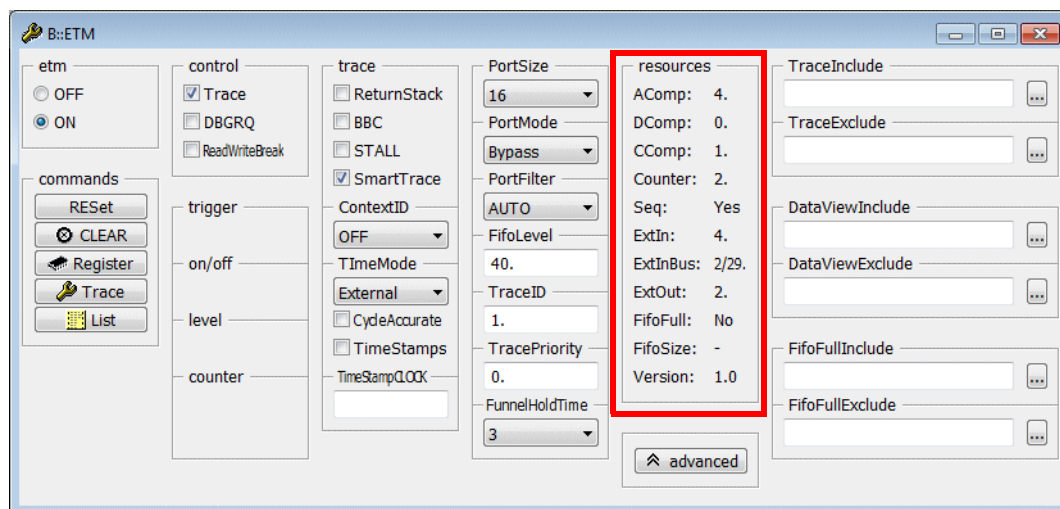 B::ETM
etm
OFF
ON
commands
RESet
CLEAR
Register
Trace
List
control
Trace
DBGRQ
ReadWriteBreak
trigger
on/off
level
counter
trace
ReturnStack
BBC
STALL
SmartTrace
ContextID
OFF
TImeMode
External
CycleAccurate
TimeStamps
TimeStampCLOCK
PortSize
16
PortMode
Bypass
PortFilter
AUTO
FifoLevel
40.
TraceID
1.
TracePriority
0.
FunnelHoldTime
3
resources
AComp: 4.
DComp: 0.
CComp: 1.
Counter: 2.
Seq: Yes
ExtIn: 4.
ExtInBus: 2/29.
ExtOut: 2.
FifoFull: No
FifoSize: -
Version: 1.0
advanced
TraceInclude
...
TraceExclude
...
DataViewInclude
...
DataViewExclude
...
FifoFullInclude
...
FifoFullExclude
...